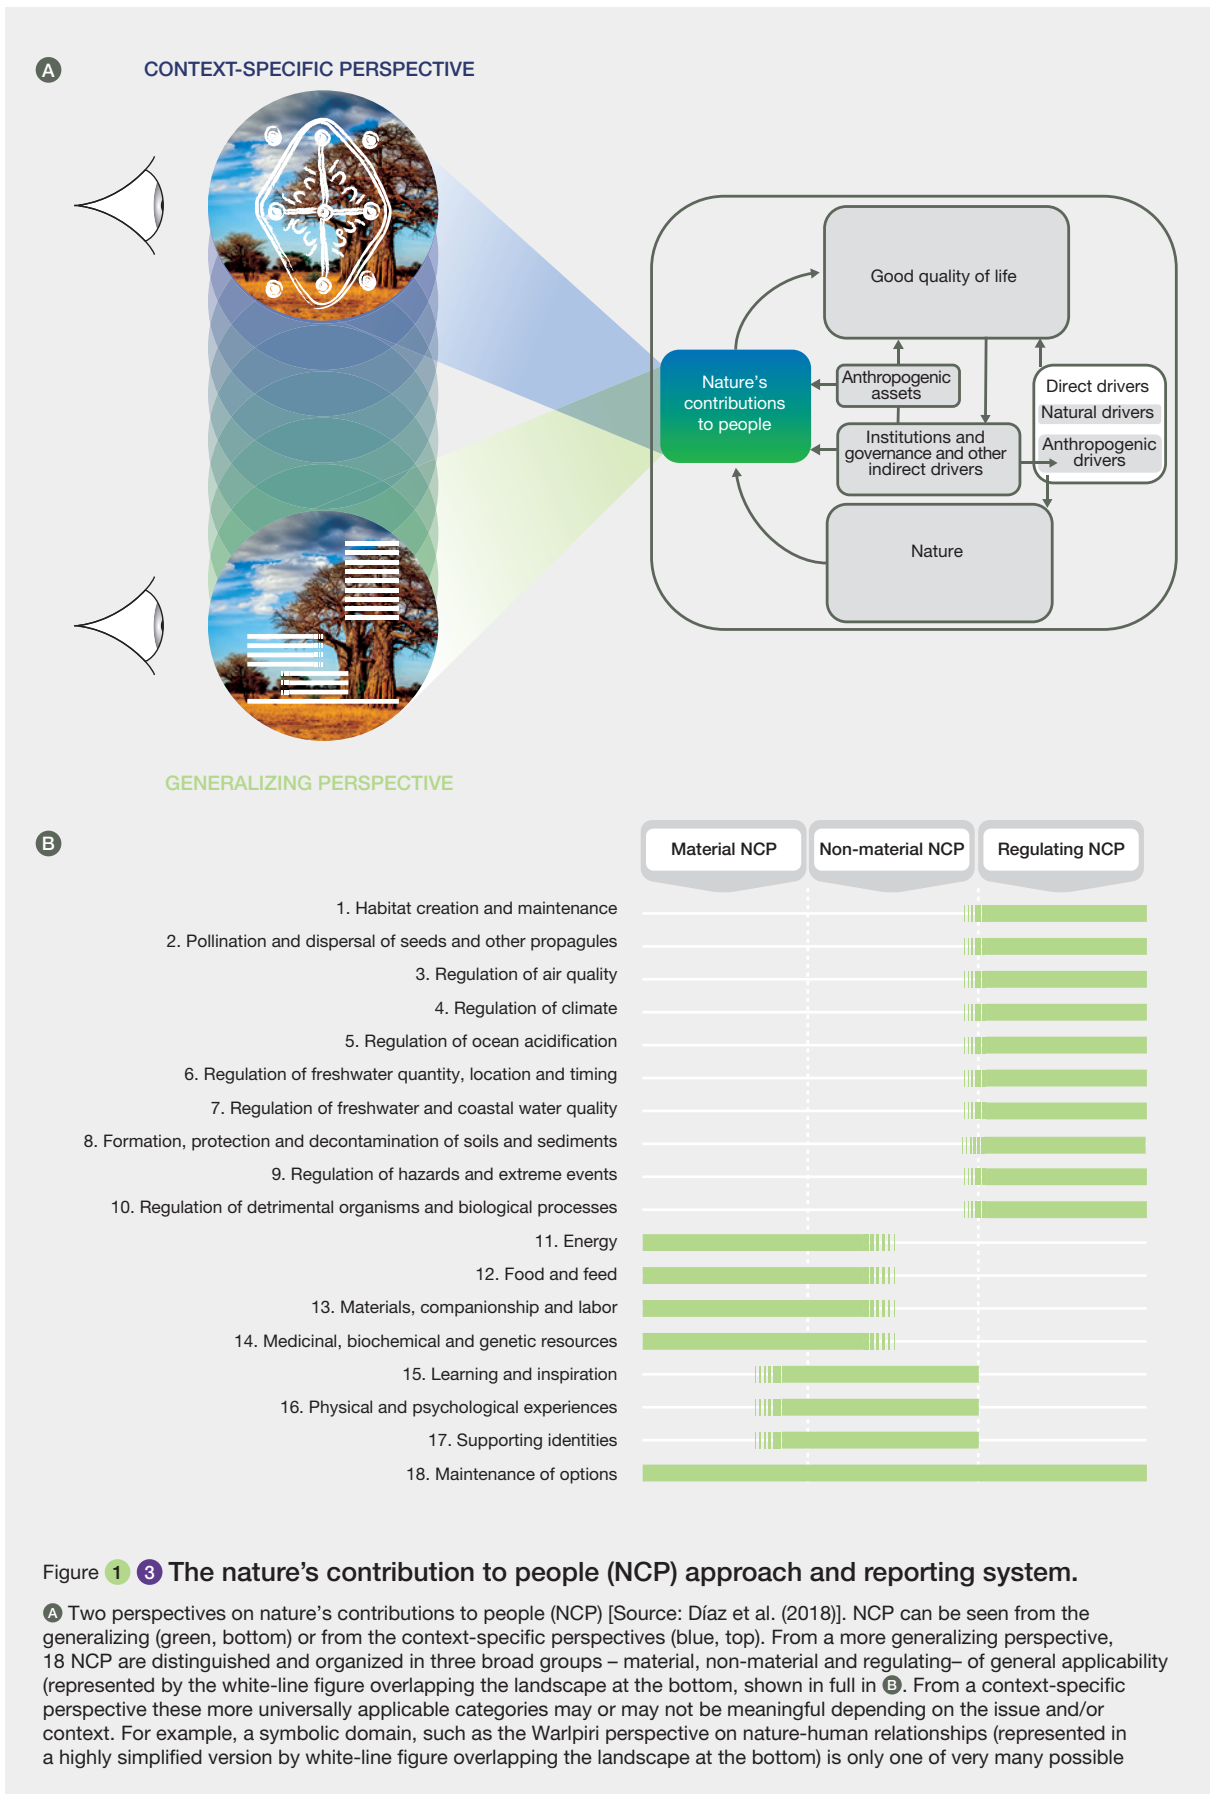 A
CONTEXT-SPECIFIC PERSPECTIVE
Good quality of life
Nature's
contributions
to people
Anthropogenic
assets
Direct drivers
Natural drivers
Anthropogenic
drivers
Institutions and
governance and other
indirect drivers
Nature
GENERALIZING PERSPECTIVE
B
Material NCP
Non-material NCP
Regulating NCP
1. Habitat creation and maintenance
2. Pollination and dispersal of seeds and other propagules
3. Regulation of air quality
4. Regulation of climate
5. Regulation of ocean acidification
6. Regulation of freshwater quantity, location and timing
7. Regulation of freshwater and coastal water quality
8. Formation, protection and decontamination of soils and sediments
9. Regulation of hazards and extreme events
10. Regulation of detrimental organisms and biological processes
11. Energy
12. Food and feed
13. Materials, companionship and labor
14. Medicinal, biochemical and genetic resources
15. Learning and inspiration
16. Physical and psychological experiences
17. Supporting identities
18. Maintenance of options
Figure 1 3 The nature's contribution to people (NCP) approach and reporting system.
A Two perspectives on nature's contributions to people (NCP) [Source: Díaz et al. (2018)]. NCP can be seen from the
generalizing (green, bottom) or from the context-specific perspectives (blue, top). From a more generalizing perspective,
18 NCP are distinguished and organized in three broad groups – material, non-material and regulating– of general applicability
(represented by the white-line figure overlapping the landscape at the bottom, shown in full in B. From a context-specific
perspective these more universally applicable categories may or may not be meaningful depending on the issue and/or
context. For example, a symbolic domain, such as the Warlpiri perspective on nature-human relationships (represented in
a highly simplified version by white-line figure overlapping the landscape at the bottom) is only one of very many possible